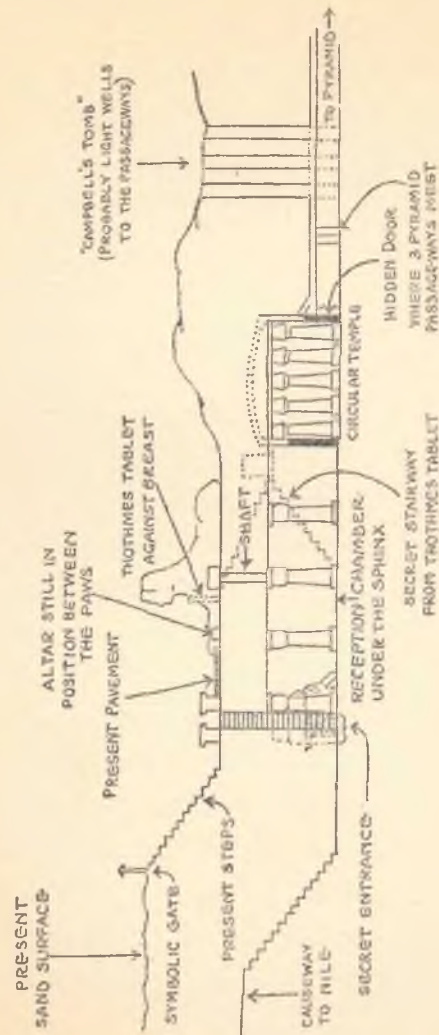 PRESENT
SAND SURFACE
SYMBOLIC GATE
PRESENT STEPS
CAUSEWAY
TO NILE
SECRET ENTRANCE
ALTAR STILL IN
POSITION BETWEEN
THE PAWS
PRESENT PAVEMENT
THOTHMES TABLET
AGAINST BREAST
SHAFT
RECEPTION CHAMBER
UNDER THE SPHINX
SECRET STAIRWAY
FROM THOTHMES TABLET
CIRCULAR TEMPLE
HIDDEN DOOR
WHERE 3 PYRAMID
PASSAGE-WAYS MEET
"CAMPBELL'S TOMB"
(PROBABLY LIGHT WELLS
TO THE PASSAGEWAYS)
TO PYRAMID